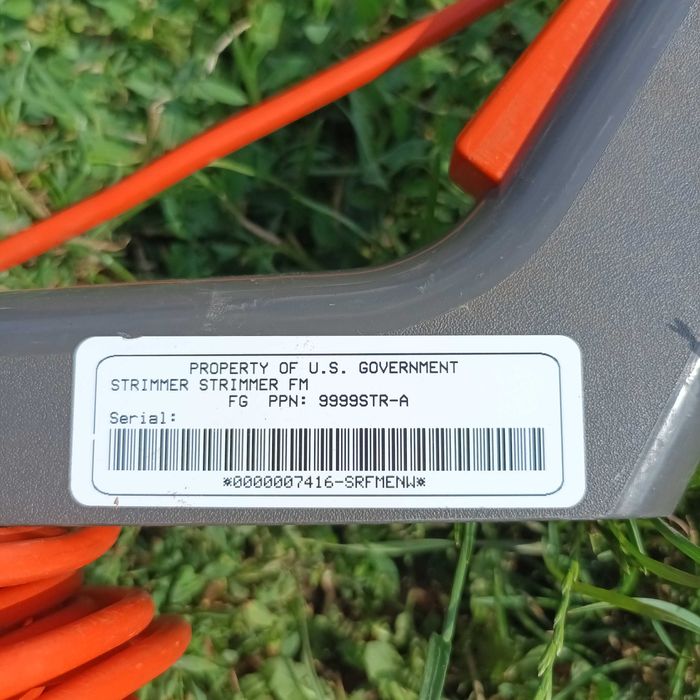 PROPERTY OF U.S. GOVERNMENT
STRIMMER STRIMMER FM
FG PPN: 9999STR-A
Serial:
*0000007416-SRFMENW*